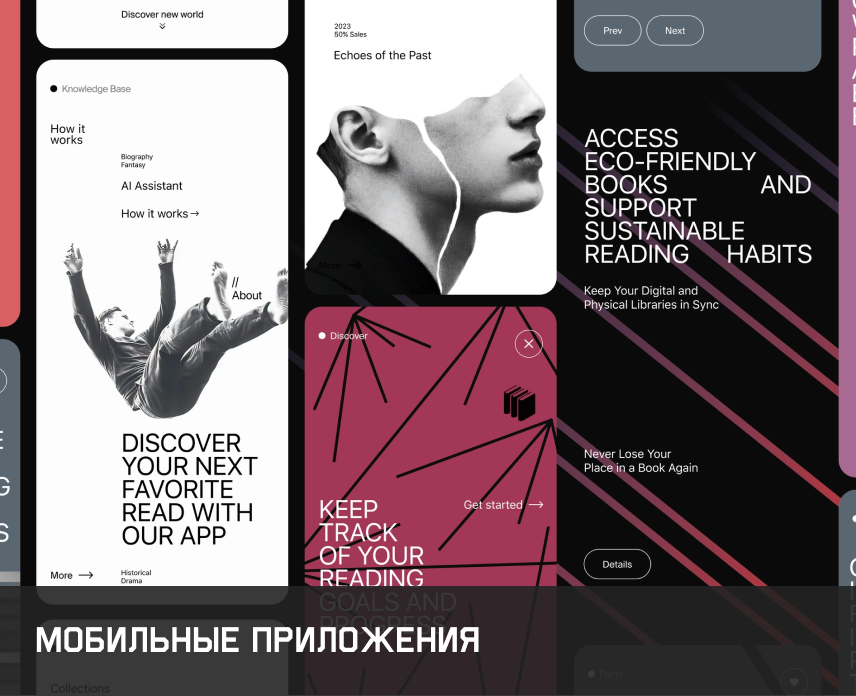 Discover new world
Knowledge Base
How it
works
Biography
Fantasy
AI Assistant
How it works →
//
About
DISCOVER
YOUR NEXT
FAVORITE
READ WITH
OUR APP
More →
Historical
Drama
Collections
2023
50% Sales
Echoes of the Past
More →
Discover
Get started →
KEEP
TRACK
OF YOUR
READING
GOALS AND
PROGRESS
Prev
Next
ACCESS
ECO-FRIENDLY
BOOKS AND
SUPPORT
SUSTAINABLE
READING HABITS
Keep Your Digital and
Physical Libraries in Sync
Never Lose Your
Place in a Book Again
Details
Facts
МОБИЛЬНЫЕ ПРИЛОЖЕНИЯ